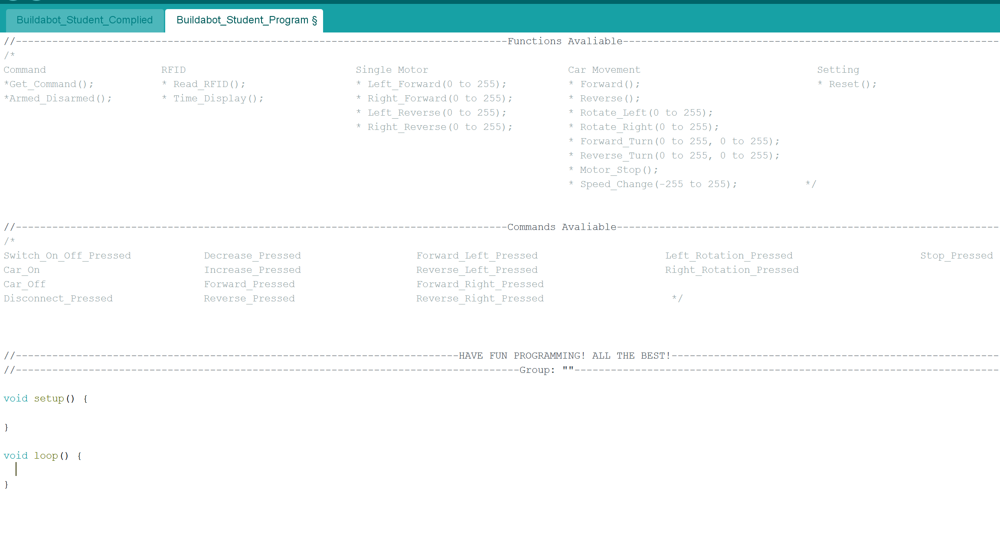 Buildabot_Student_Complied Buildabot_Student_Program §
//---------------------------------------------------------------------------------Functions Avaliable--------------------------------------------------------------
/*
Command RFID Single Motor Car Movement Setting
*Get_Command(); * Read_RFID(); * Left_Forward(0 to 255); * Forward(); * Reset();
*Armed_Disarmed(); * Time_Display(); * Right_Forward(0 to 255); * Reverse();
* Left_Reverse(0 to 255); * Rotate_Left(0 to 255);
* Right_Reverse(0 to 255); * Rotate_Right(0 to 255);
* Forward_Turn(0 to 255, 0 to 255);
* Reverse_Turn(0 to 255, 0 to 255);
* Motor_Stop();
* Speed_Change(-255 to 255); */
//---------------------------------------------------------------------------------Commands Avaliable---------------------------------------------------------------
/*
Switch_On_Off_Pressed Decrease_Pressed Forward_Left_Pressed Left_Rotation_Pressed Stop_Pressed
Car_On Increase_Pressed Reverse_Left_Pressed Right_Rotation_Pressed
Car_Off Forward_Pressed Forward_Right_Pressed
Disconnect_Pressed Reverse_Pressed Reverse_Right_Pressed */
//-------------------------------------------------------------------------HAVE FUN PROGRAMMING! ALL THE BEST!------------------------------------------------------
//-----------------------------------------------------------------------------------Group: ""----------------------------------------------------------------------
void setup() {
}
void loop() {
}